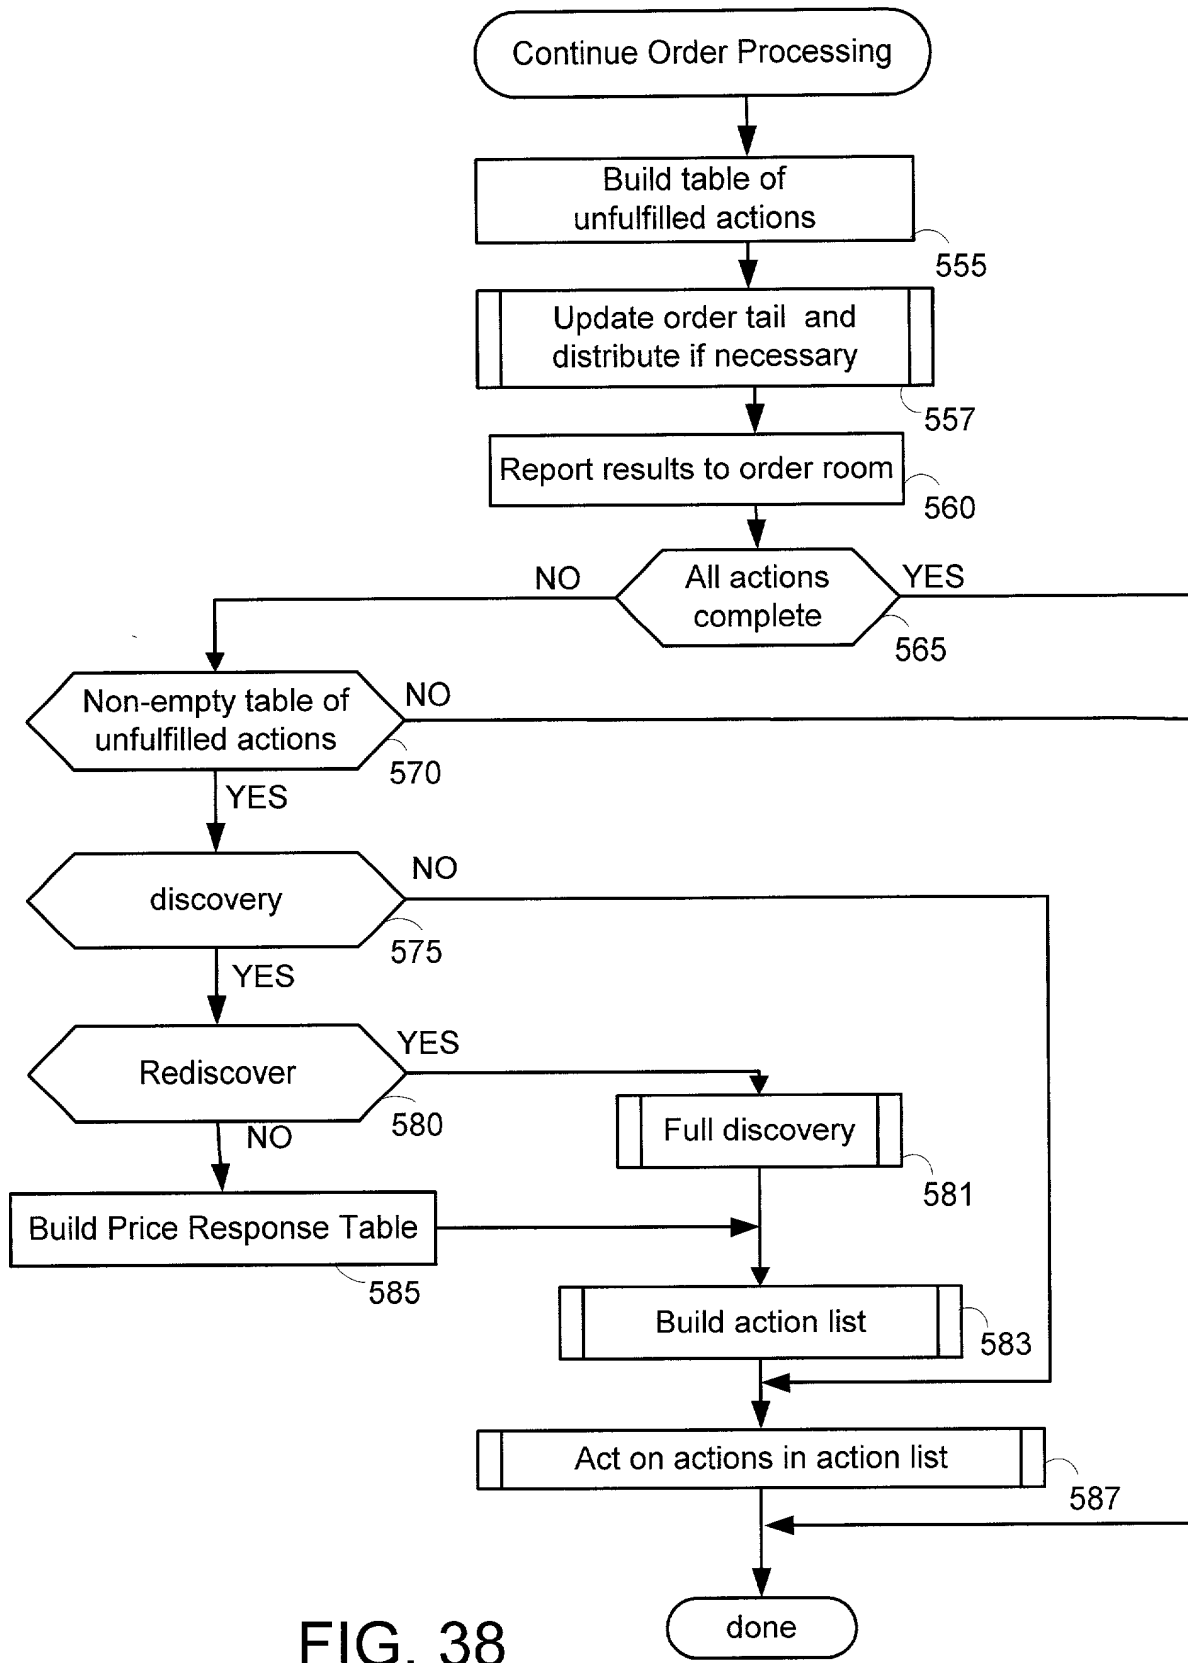 Continue Order Processing
Build table of
unfulfilled actions
555
Update order tail and
distribute if necessary
557
Report results to order room
560
NO
All actions
complete
YES
565
Non-empty table of
unfulfilled actions
NO
570
YES
discovery
NO
575
YES
Rediscover
YES
580
NO
Full discovery
581
Build Price Response Table
585
Build action list
583
Act on actions in action list
587
done
FIG. 38